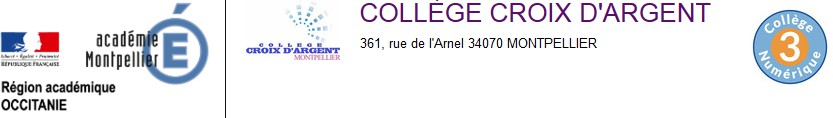 académie
Montpellier
Liberté • Égalité • Fraternité
RÉPUBLIQUE FRANÇAISE
Région académique
OCCITANIE
COLLÈGE
CROIX D'ARGENT
MONTPELLIER
COLLÈGE CROIX D'ARGENT
361, rue de l'Arnel 34070 MONTPELLIER
Collège
3
Numérique